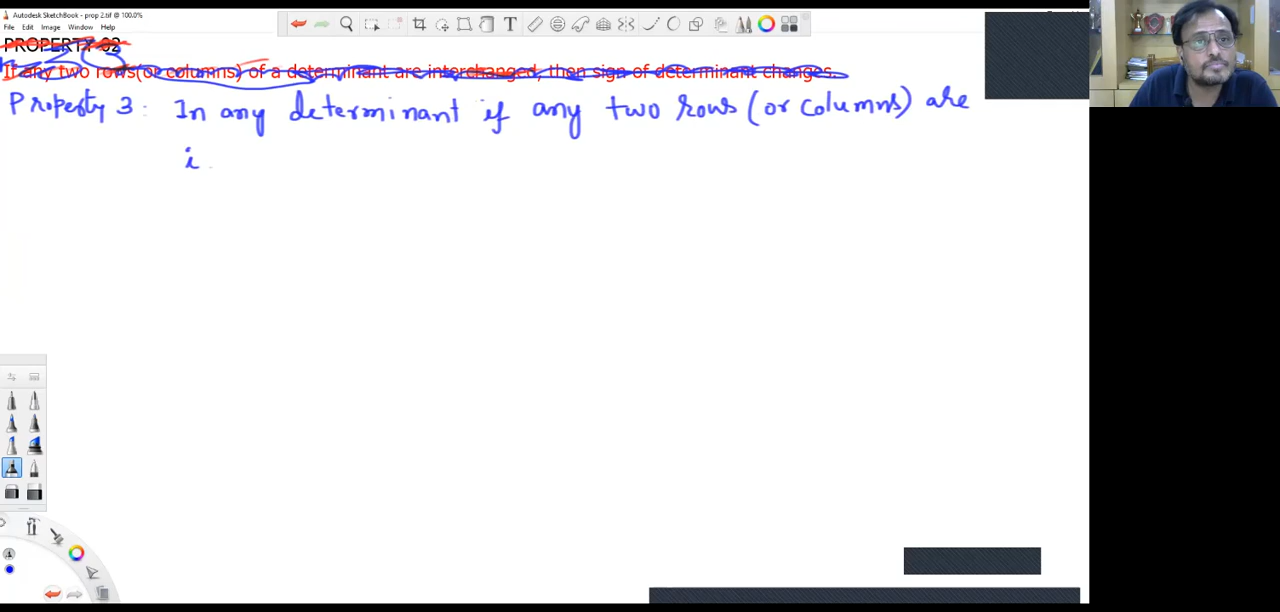 Autodesk SketchBook - prop 2.tif @ 100.0%
File Edit Image Window Help
PROPERTY 02
If any two rows(or columns) of a determinant are interchanged, then sign of determinant changes.
Property 3: In any determinant if any two rows (or columns) are
i